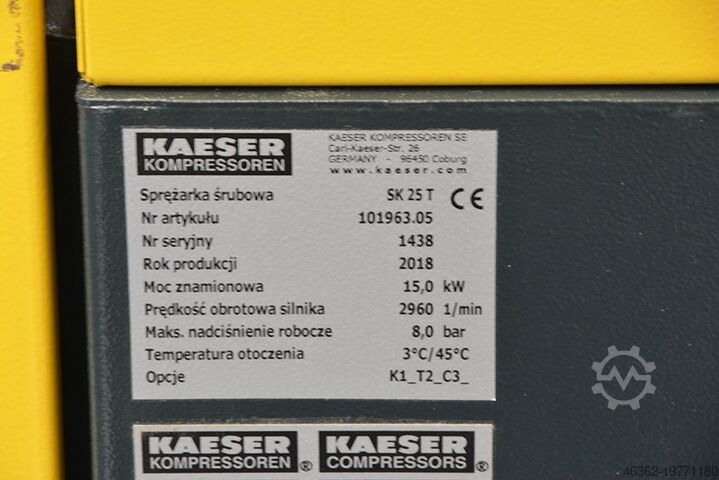 KAESER
KOMPRESSOREN
KAESER KOMPRESSOREN SE
Carl-Kaeser-Str. 26
GERMANY - 96450 Coburg
www.kaeser.com
Sprężarka śrubowa SK 25 T CE
Nr artykułu 101963.05
Nr seryjny 1438
Rok produkcji 2018
Moc znamionowa 15,0 kW
Prędkość obrotowa silnika 2960 1/min
Maks. nadciśnienie robocze 8,0 bar
Temperatura otoczenia 3°C/45°C
Opcje K1_T2_C3_
KAESER
KOMPRESSOREN®
KAESER
COMPRESSORS®
46362-19771180